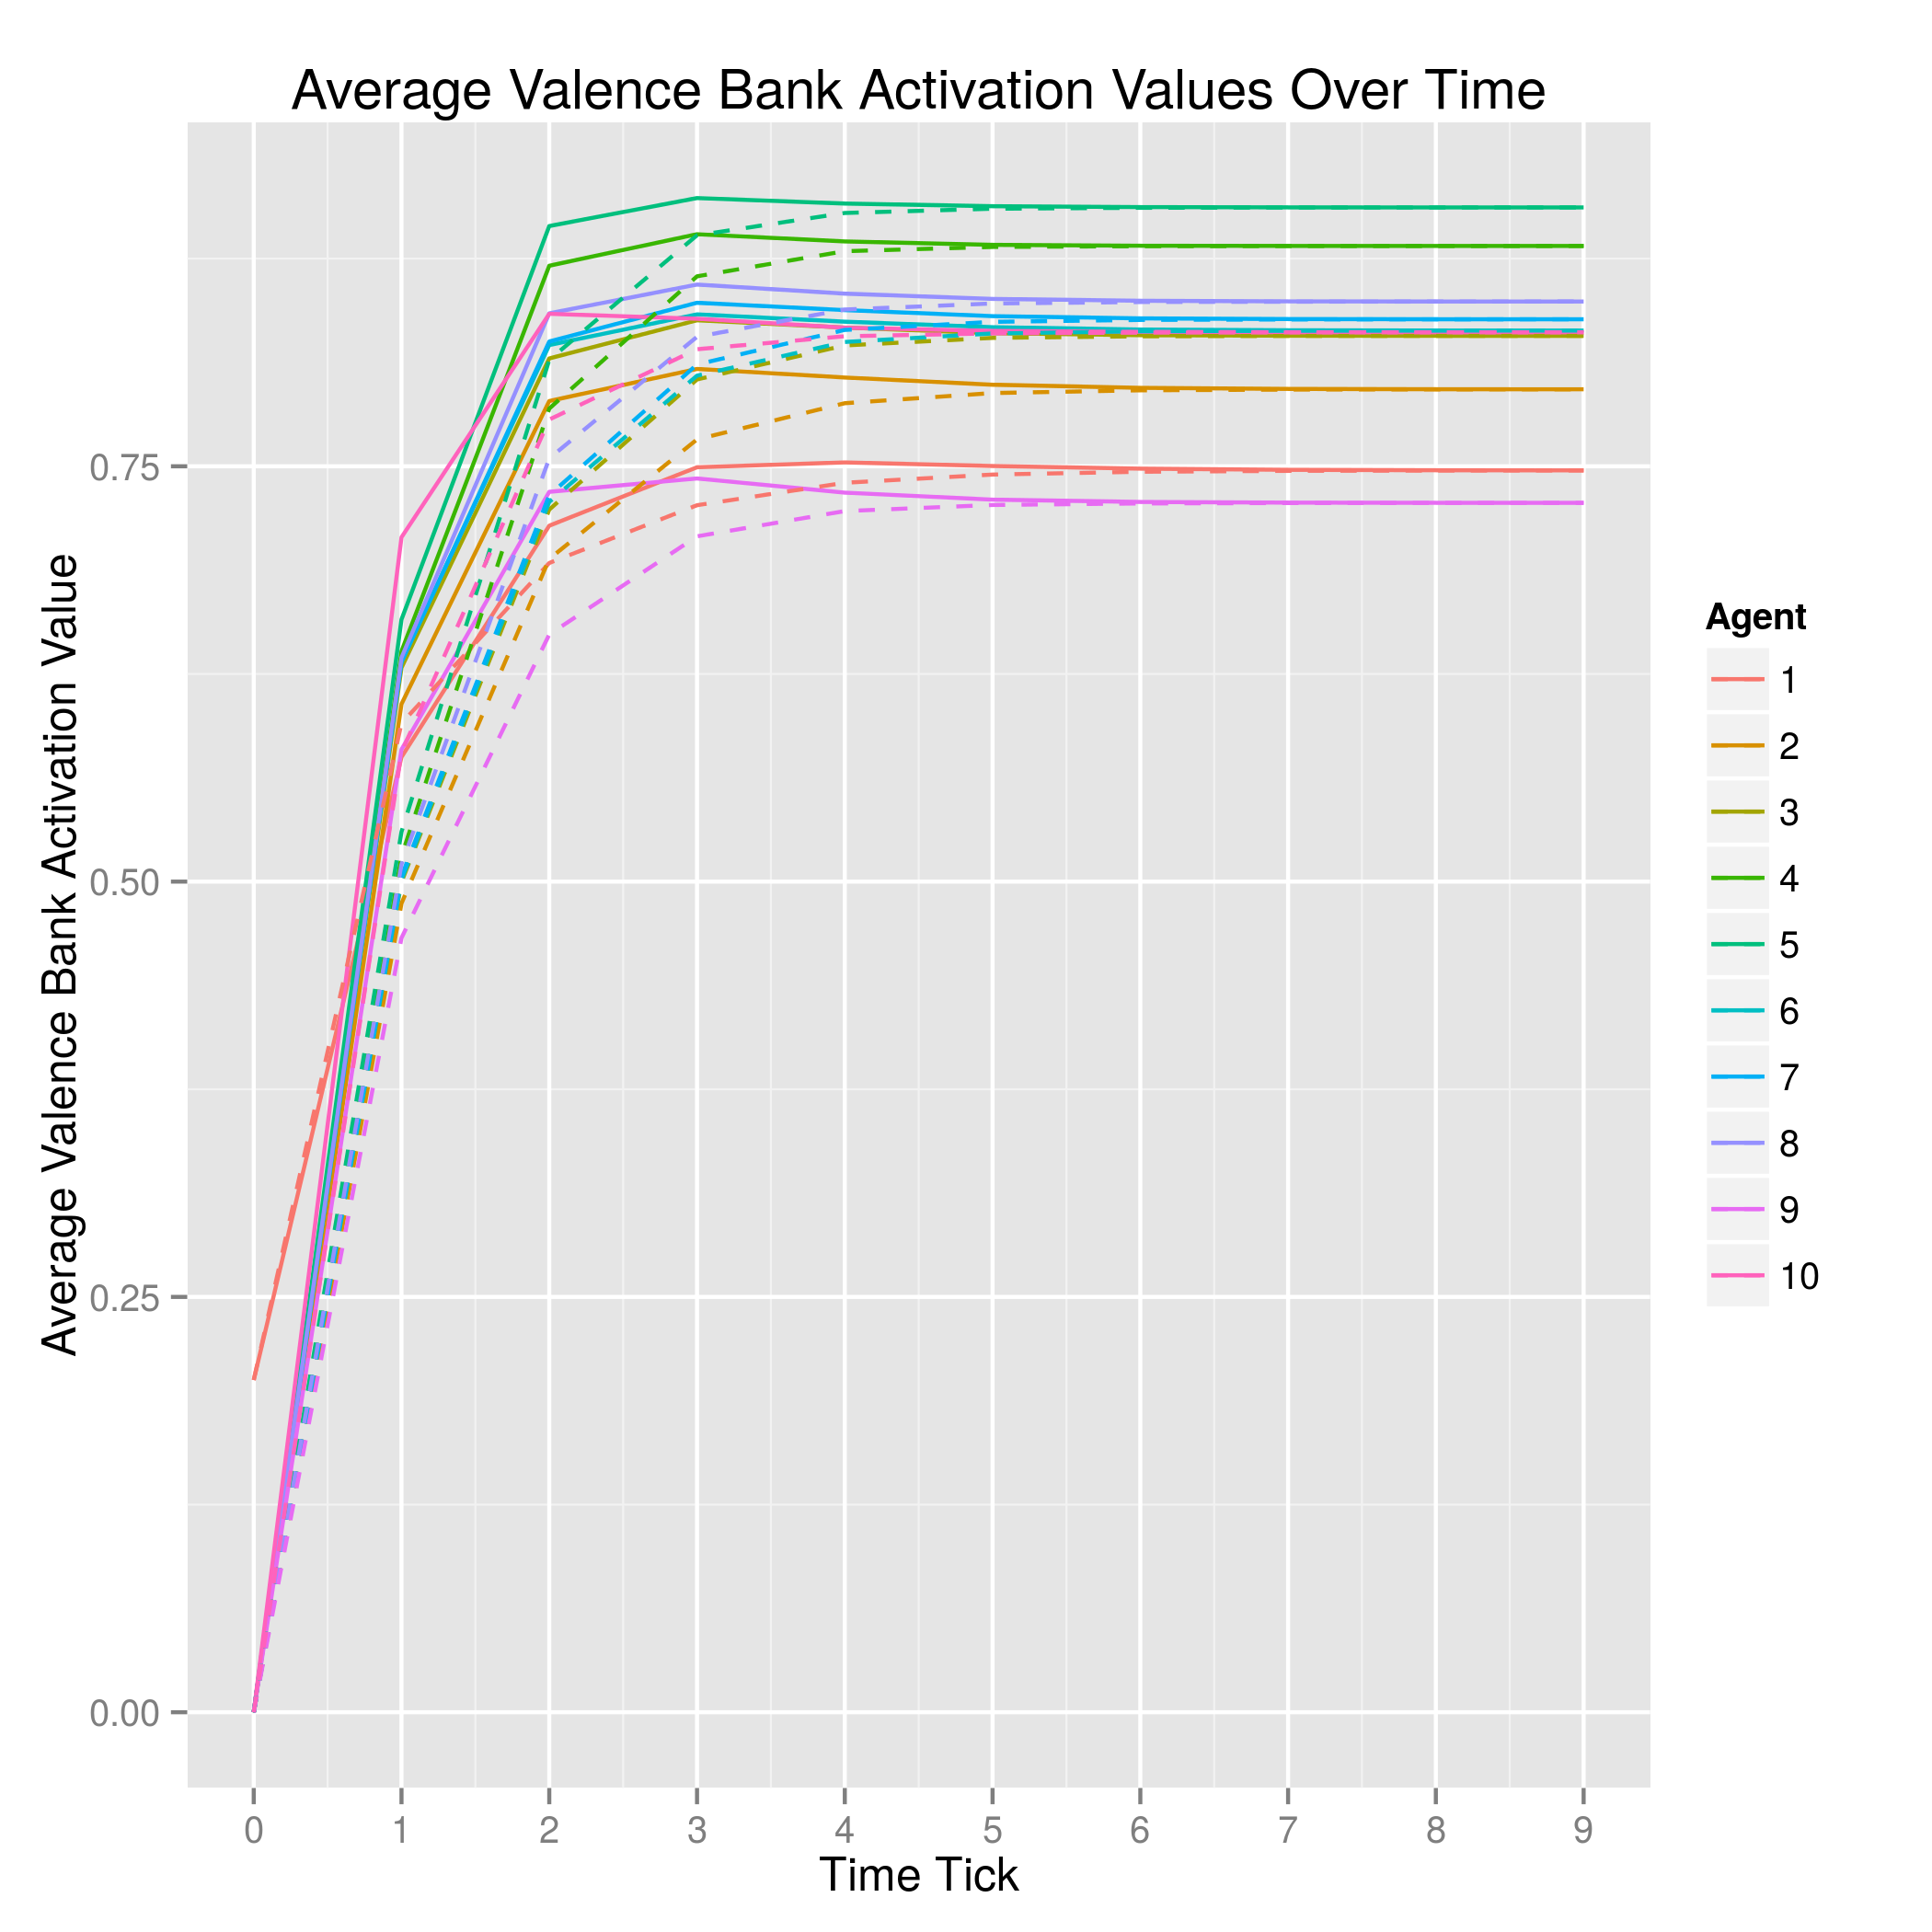 Average Valence Bank Activation Values Over Time
Average Valence Bank Activation Value
0.75
0.50
0.25
0.00
0 1 2 3 4 5 6 7 8 9
Time Tick
Agent
1
2
3
4
5
6
7
8
9
10